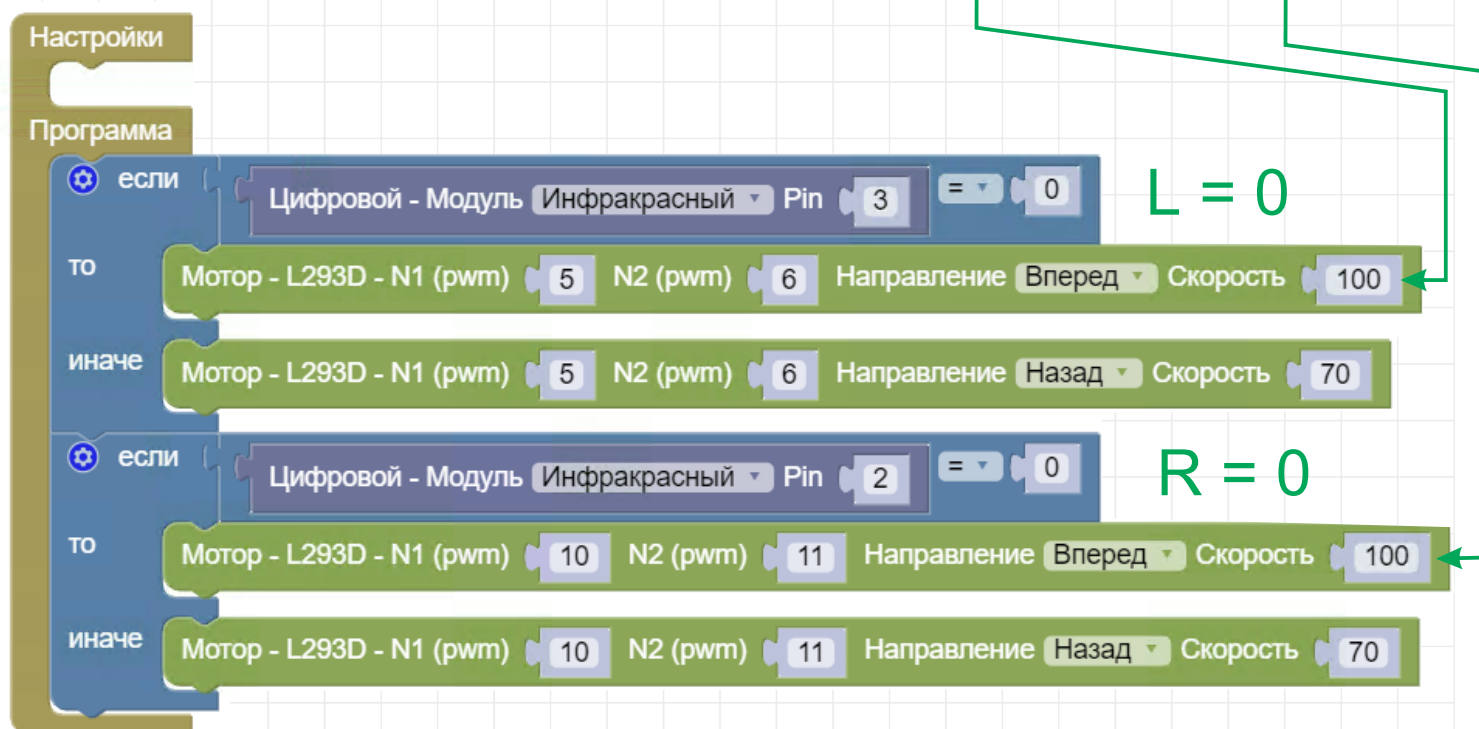 Настройки
Программа
если Цифровой - Модуль Инфракрасный Pin 3 = 0 L = 0
то Мотор - L293D - N1 (pwm) 5 N2 (pwm) 6 Направление Вперед Скорость 100
иначе Мотор - L293D - N1 (pwm) 5 N2 (pwm) 6 Направление Назад Скорость 70
если Цифровой - Модуль Инфракрасный Pin 2 = 0 R = 0
то Мотор - L293D - N1 (pwm) 10 N2 (pwm) 11 Направление Вперед Скорость 100
иначе Мотор - L293D - N1 (pwm) 10 N2 (pwm) 11 Направление Назад Скорость 70